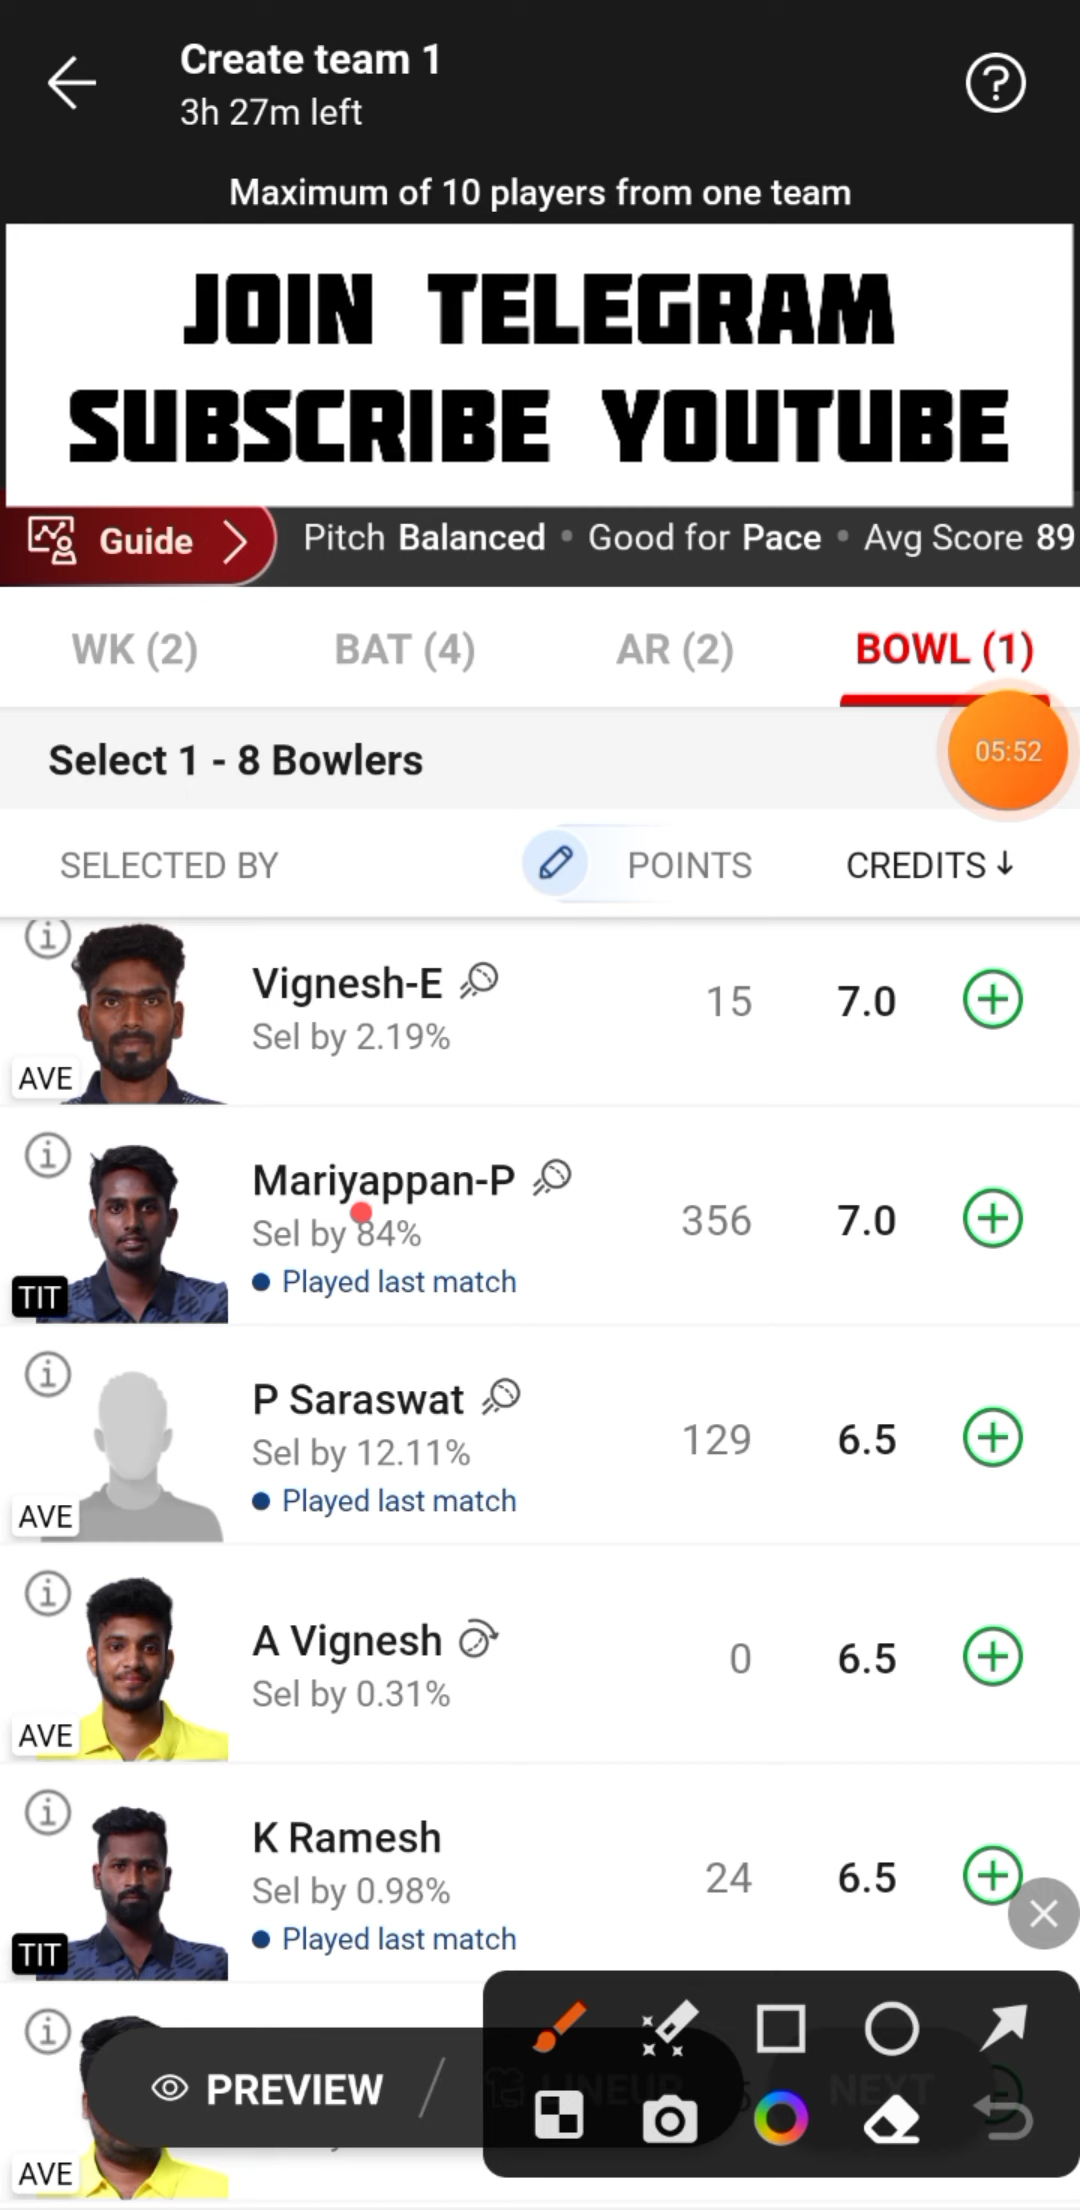 Create team 1
3h 27m left
Maximum of 10 players from one team
JOIN TELEGRAM
SUBSCRIBE YOUTUBE
Guide Pitch Balanced • Good for Pace • Avg Score 89
WK (2) BAT (4) AR (2) BOWL (1)
Select 1 - 8 Bowlers 05:52
SELECTED BY POINTS CREDITS ↓
Vignesh-E 15 7.0
Sel by 2.19%
AVE
Mariyappan-P 356 7.0
Sel by 84%
• Played last match
TIT
P Saraswat 129 6.5
Sel by 12.11%
• Played last match
AVE
A Vignesh 0 6.5
Sel by 0.31%
AVE
K Ramesh 24 6.5
Sel by 0.98%
• Played last match
TIT
PREVIEW / LINEUP NEXT
AVE